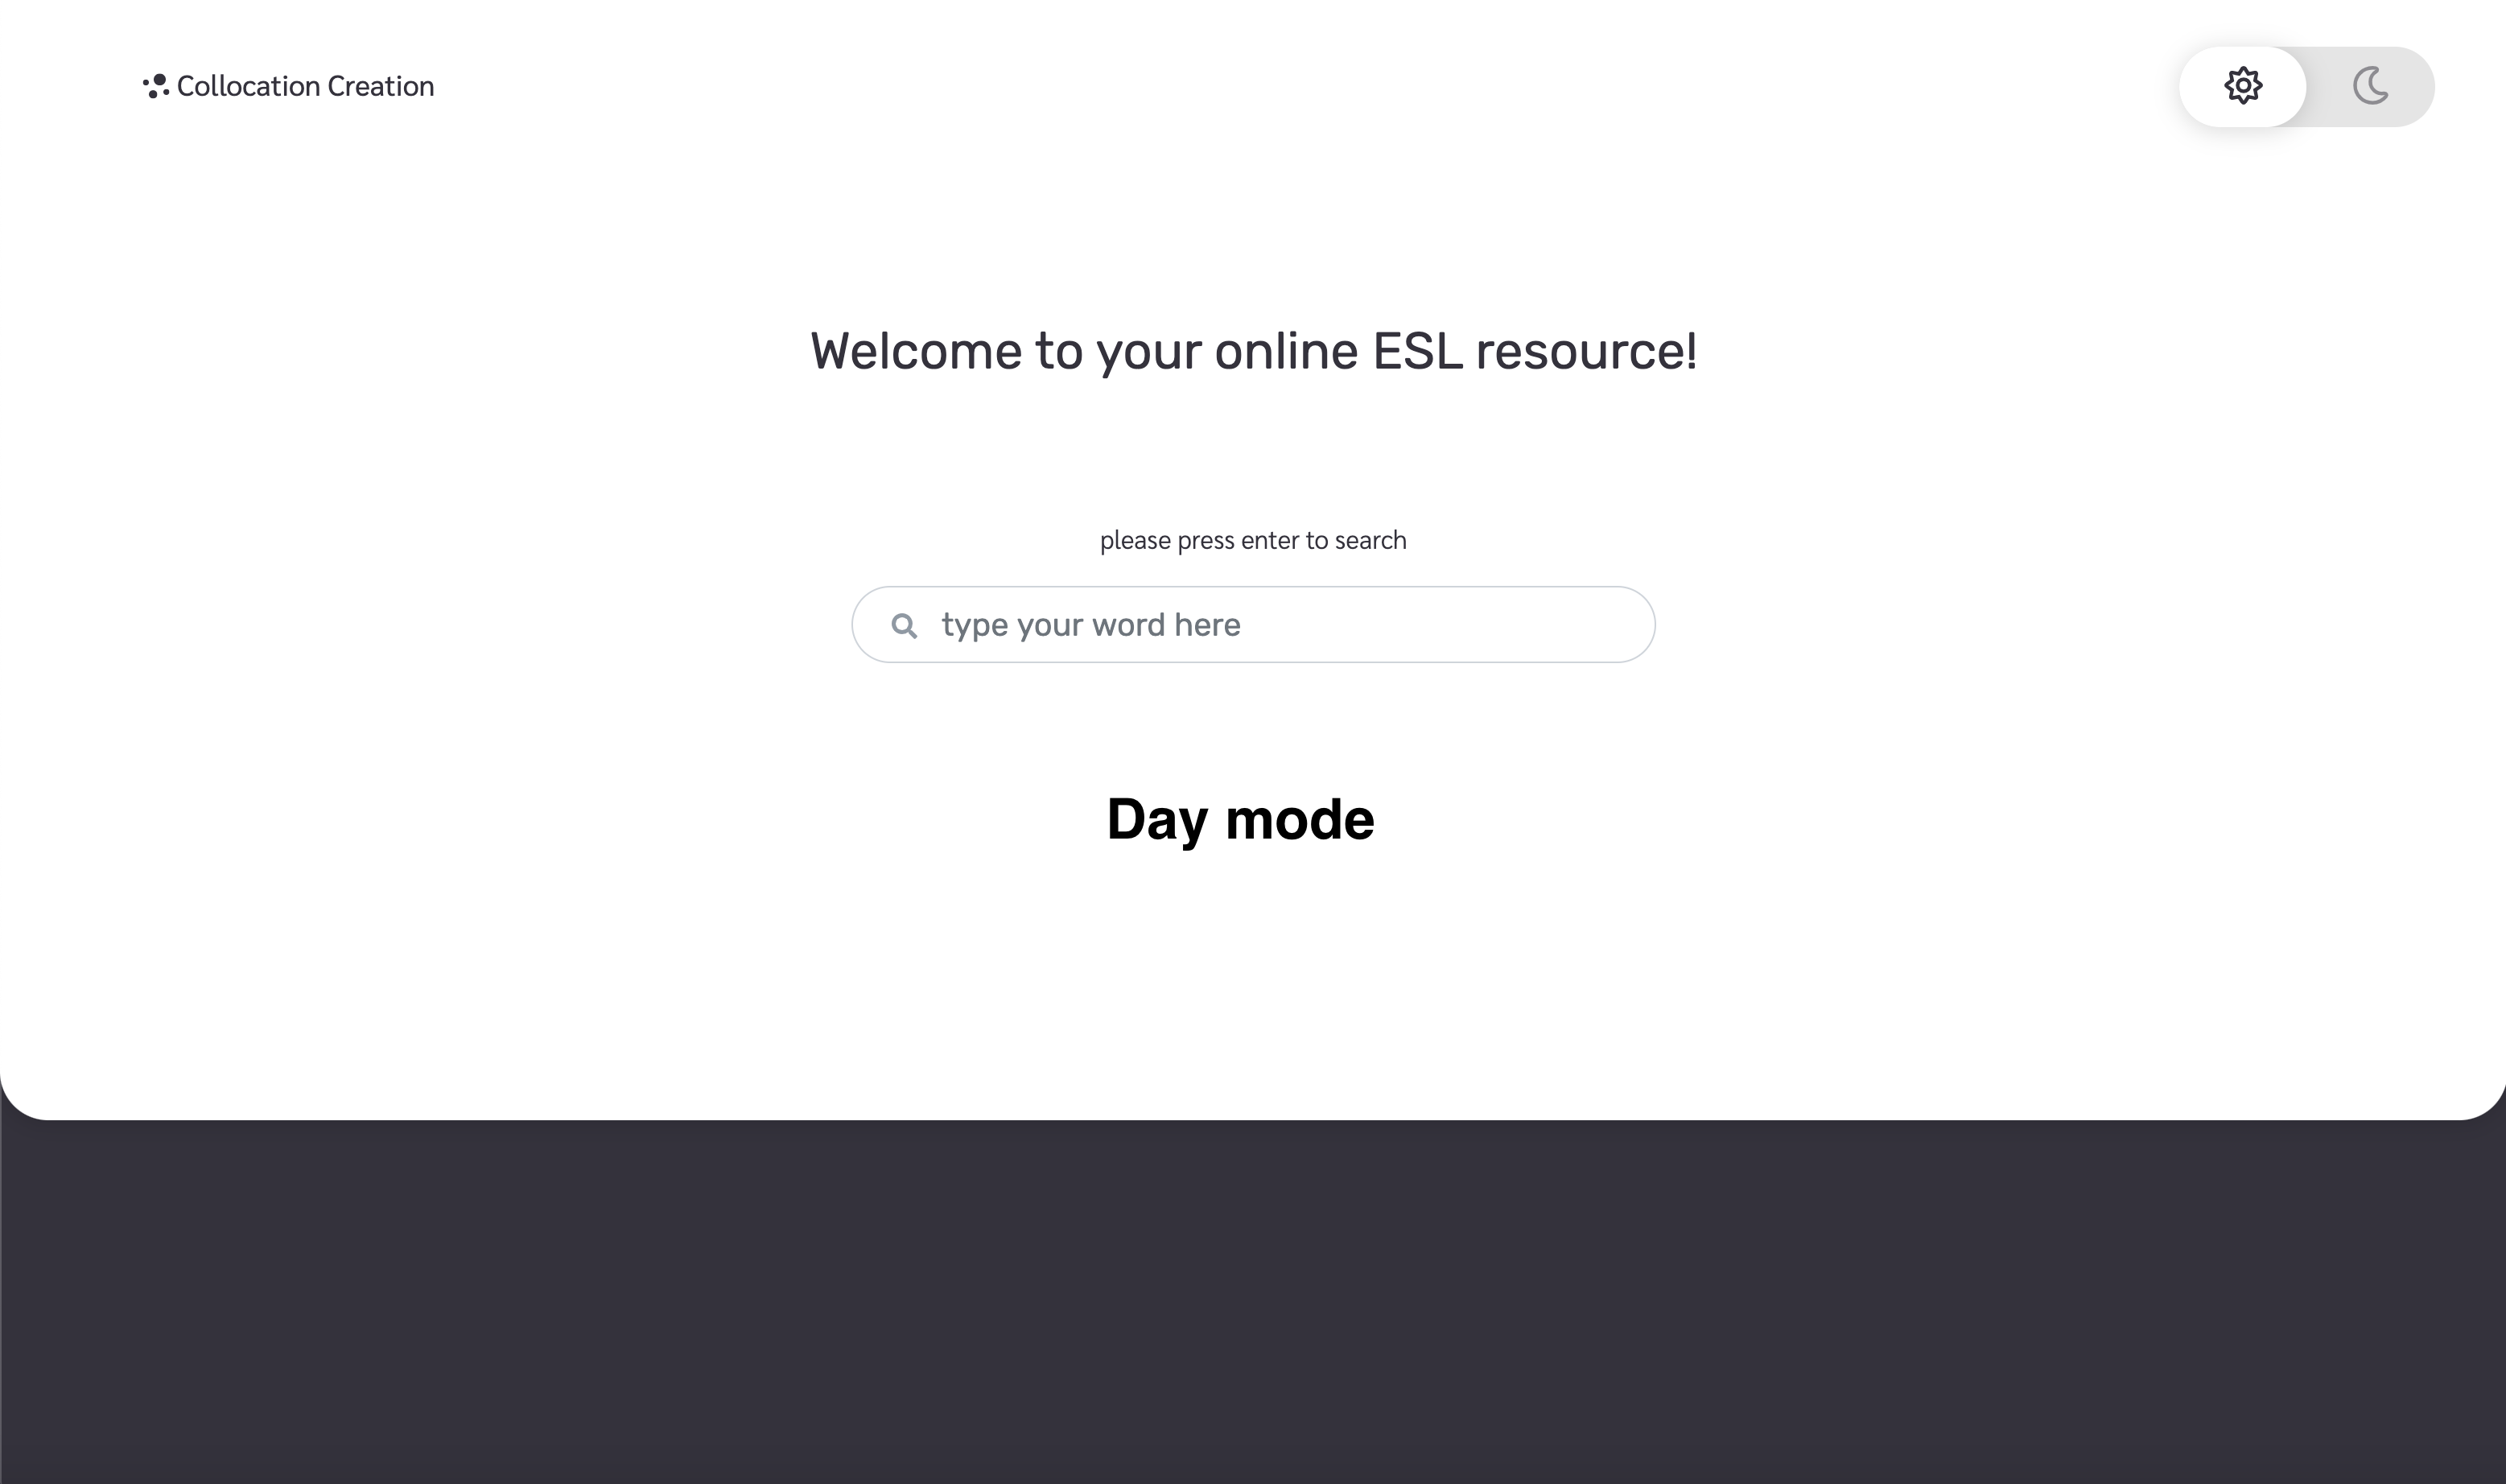 Collocation Creation
Welcome to your online ESL resource!
please press enter to search
type your word here
Day mode